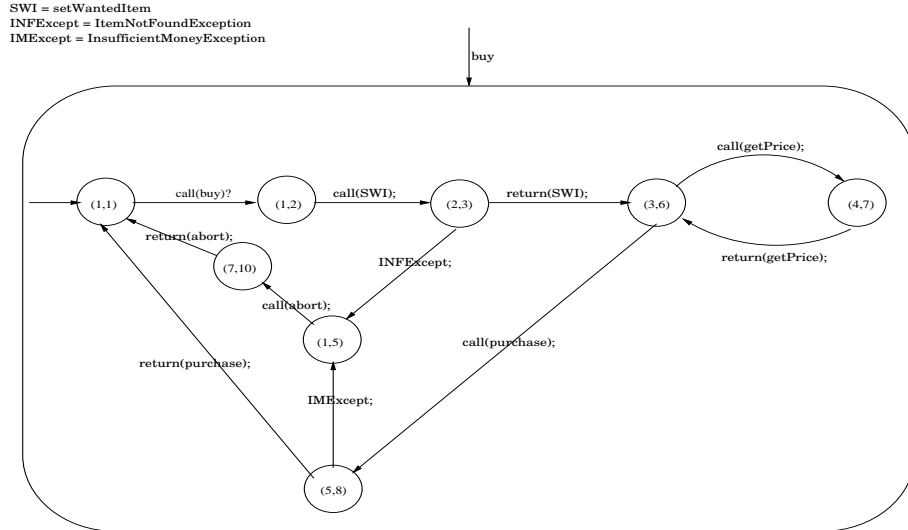 SWI = setWantedItem
INFExcept = ItemNotFoundException
IMExcept = InsufficientMoneyException
buy
call(getPrice);
call(buy)?
call(SWI);
return(SWI);
(1,1)
(1,2)
(2,3)
(3,6)
(4,7)
return(abort);
return(getPrice);
INFExcept;
(7,10)
call(abort);
(1,5)
call(purchase);
return(purchase);
IMExcept;
(5,8)